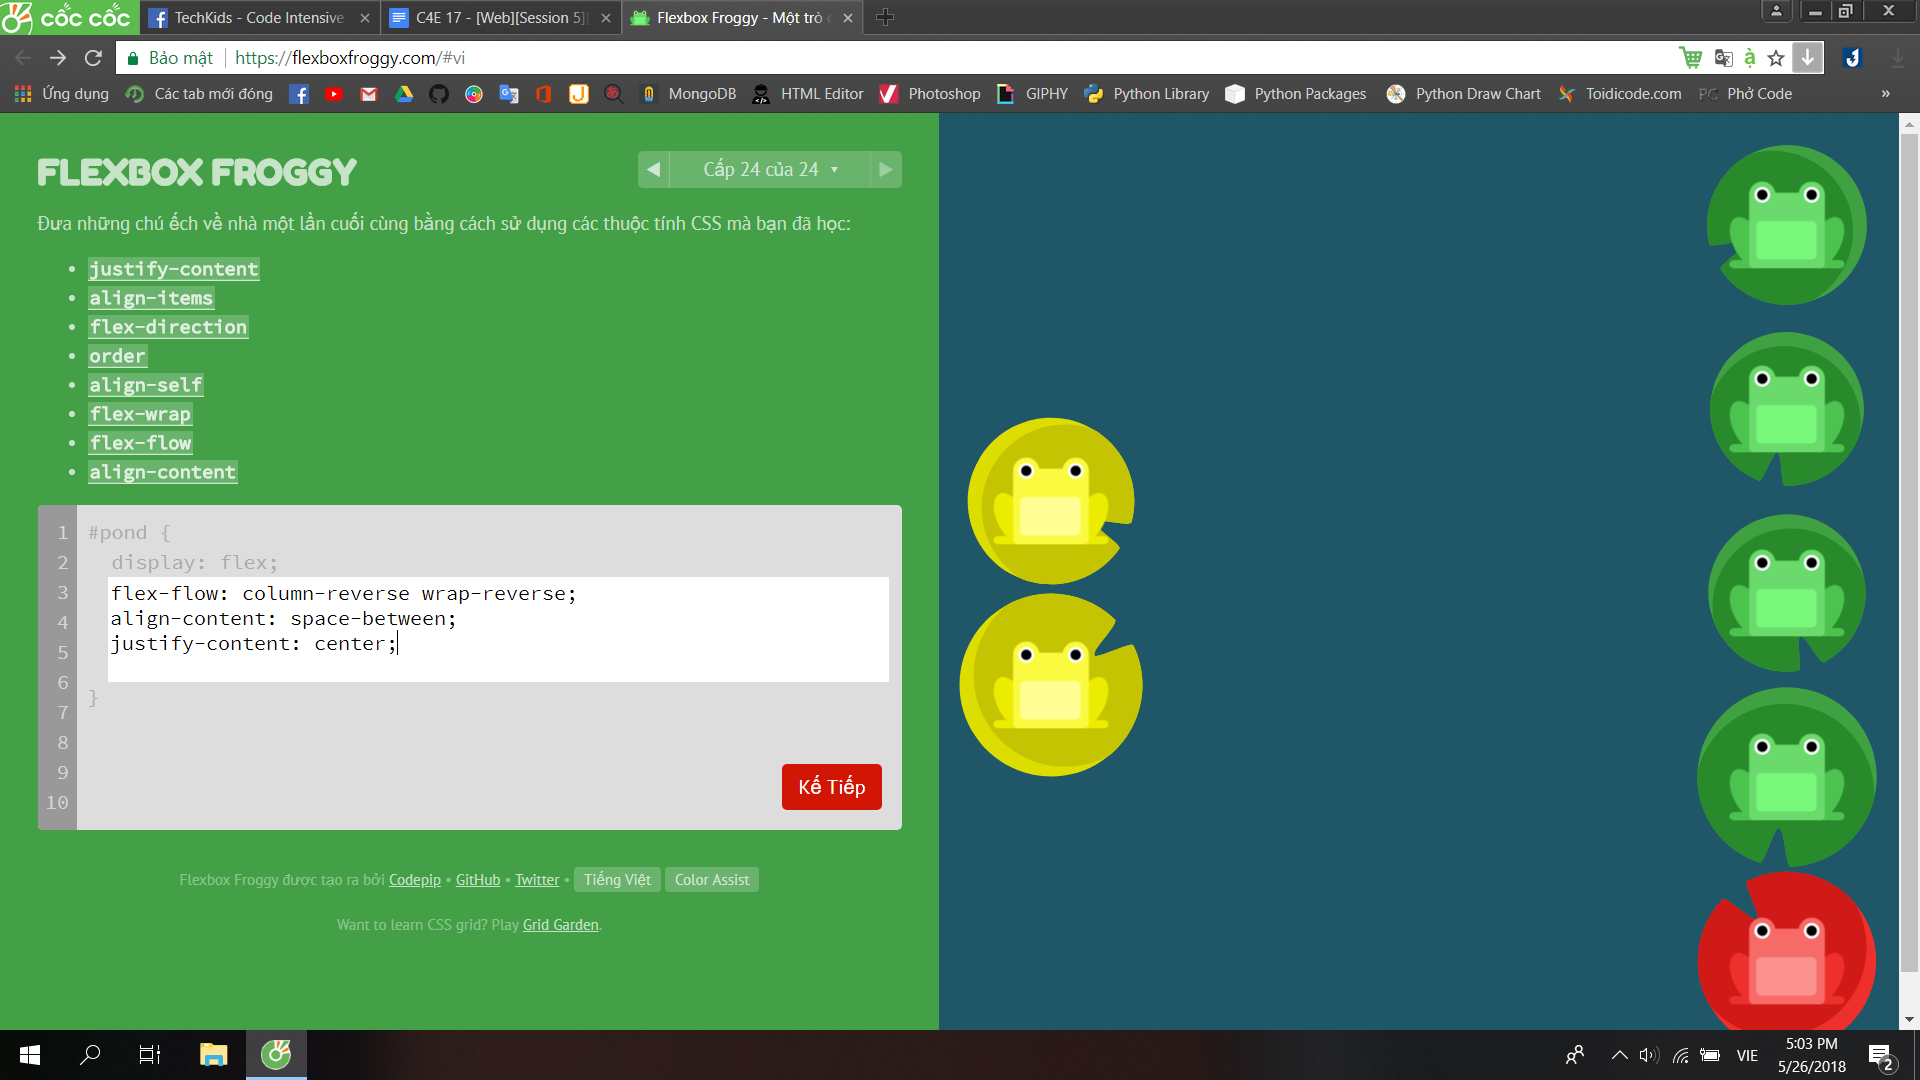 cốc cốc
TechKids - Code Intensive
C4E 17 - [Web][Session 5]
Flexbox Froggy - Một trò
Bảo mật
https://flexboxfroggy.com/#vi
Ứng dụng
Các tab mới đóng
MongoDB
HTML Editor
Photoshop
GIPHY
Python Library
Python Packages
Python Draw Chart
Toidicode.com
PC
Phở Code
»
FLEXBOX FROGGY
Cấp 24 của 24
Đưa những chú ếch về nhà một lần cuối cùng bằng cách sử dụng các thuộc tính CSS mà bạn đã học:
• justify-content
• align-items
• flex-direction
• order
• align-self
• flex-wrap
• flex-flow
• align-content
1 #pond {
2 display: flex;
3 flex-flow: column-reverse wrap-reverse;
4 align-content: space-between;
5 justify-content: center;
6 }
7
8
9
10
Kế Tiếp
Flexbox Froggy được tạo ra bởi Codepip • GitHub • Twitter • Tiếng Việt Color Assist
Want to learn CSS grid? Play Grid Garden.
VIE
5:03 PM
5/26/2018
2